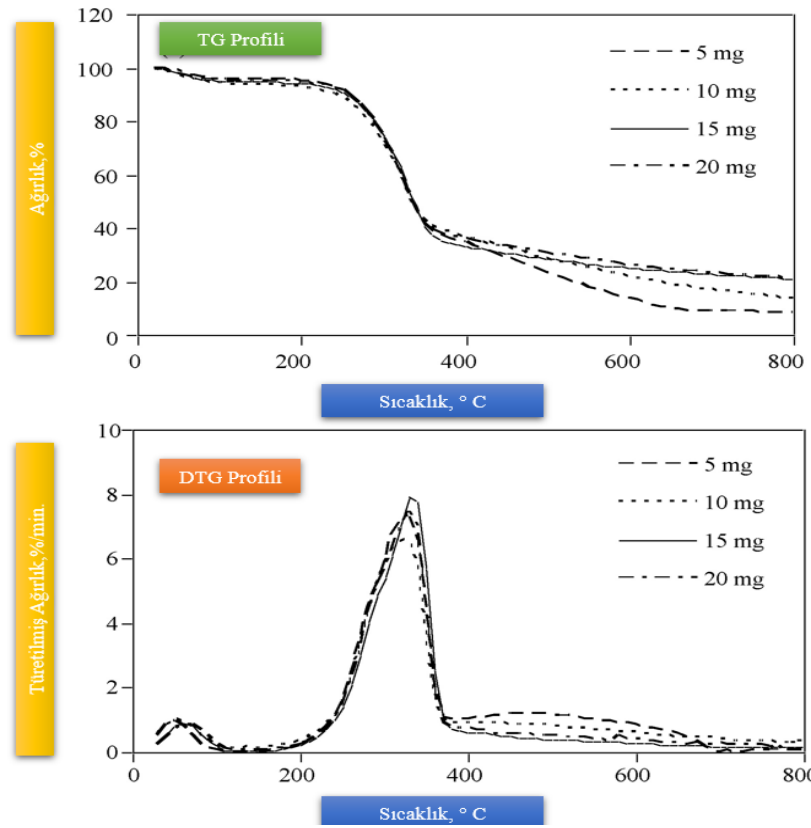 120
TG Profili
100
80
60
40
20
0
5 mg
10 mg
15 mg
20 mg
Ağırlık,%
0
200
400
600
800
Sıcaklık, ° C
10
DTG Profili
8
6
4
2
0
5 mg
10 mg
15 mg
20 mg
Türetilmiş Ağırlık,%/min.
0
200
400
600
800
Sıcaklık, ° C